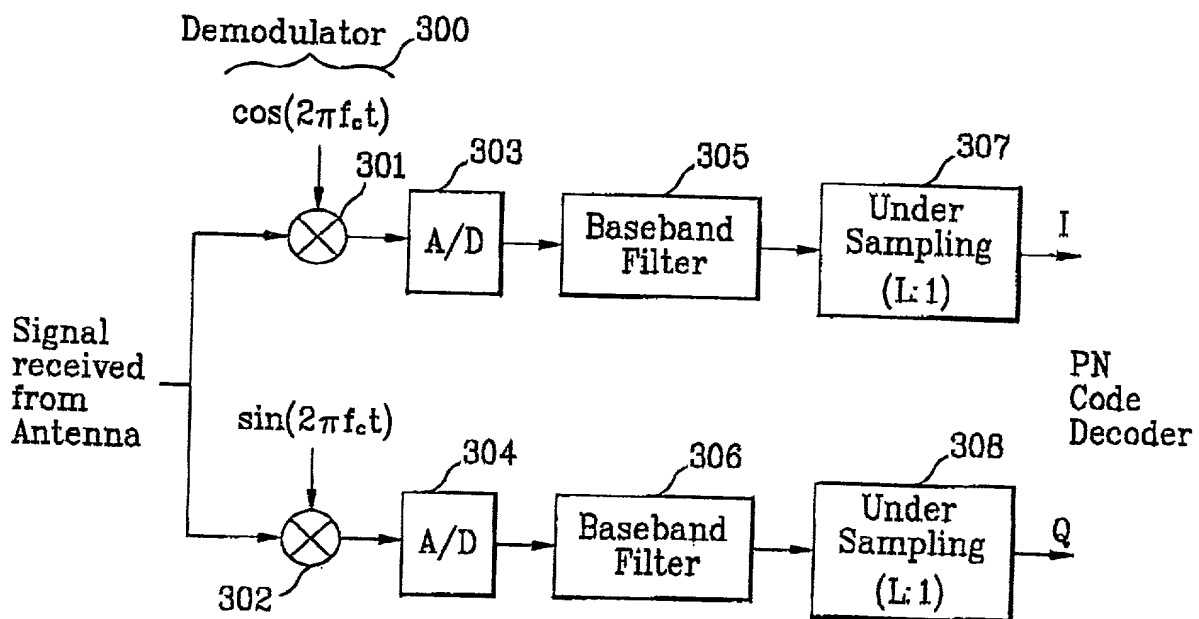 Demodulator
300
cos(2πf꜀t)
301
303
305
307
A/D
Baseband
Filter
Under
Sampling
(L:1)
I
Signal
received
from
Antenna
PN
Code
Decoder
sin(2πf꜀t)
302
304
306
308
A/D
Baseband
Filter
Under
Sampling
(L:1)
Q